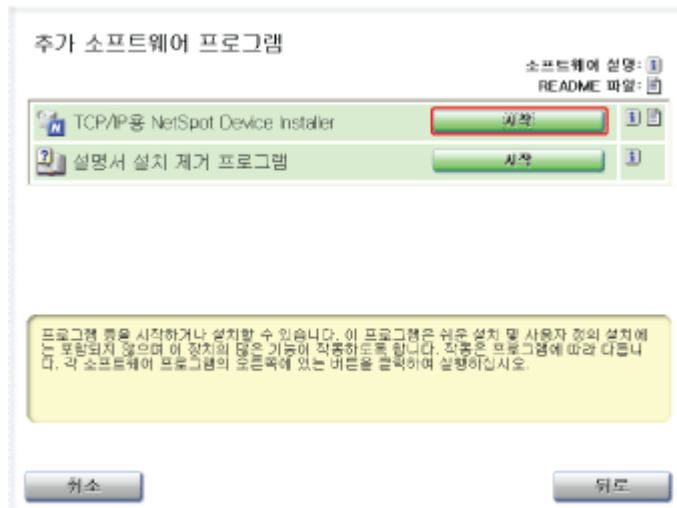 추가 소프트웨어 프로그램
소프트웨어 설명:
README 파일:
TCP/IP용 NetSpot Device Installer
시작
설명서 설치 제거 프로그램
시작
프로그램 등을 시작하거나 설치할 수 있습니다. 이 프로그램은 쉬운 설치 및 사용자 정의 설치에
는 포함되지 않으며 이 장치의 많은 기능이 작동하도록 합니다. 작동은 프로그램에 따라 다릅니
다. 각 소프트웨어 프로그램의 오른쪽에 있는 버튼을 클릭하여 실행하십시오.
취소
뒤로